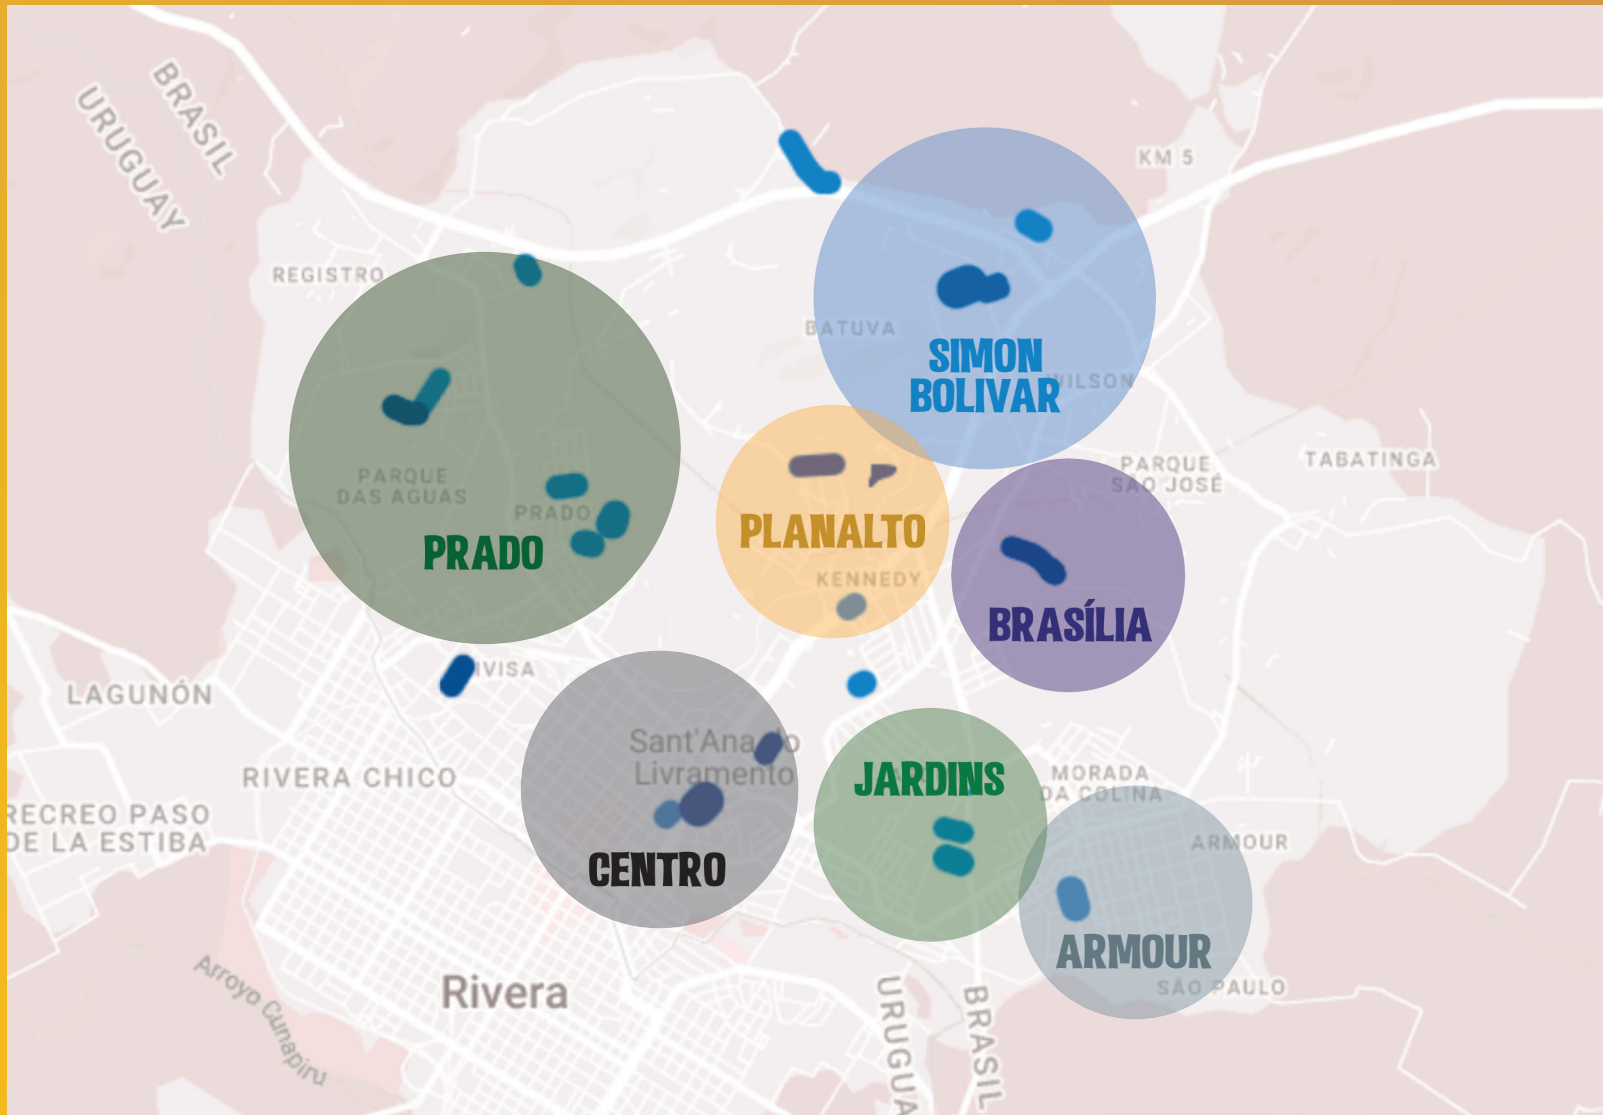 BRASIL
URUGUAY
KM 5
REGISTRO
BATUVA
SIMON
BOLIVAR
WILSON
PARQUE
DAS AGUAS
PRADO
PRADO
PLANALTO
KENNEDY
PARQUE
SÃO JOSÉ
TABATINGA
BRASÍLIA
IVISA
LAGUNÓN
RIVERA CHICO
RECREO PASO
DE LA ESTIBA
Sant'Ana do
Livramento
CENTRO
JARDINS
MORADA
DA COLINA
ARMOUR
ARMOUR
SÃO PAULO
Rivera
Arroyo Cunapiru
URUGUA
BRASIL